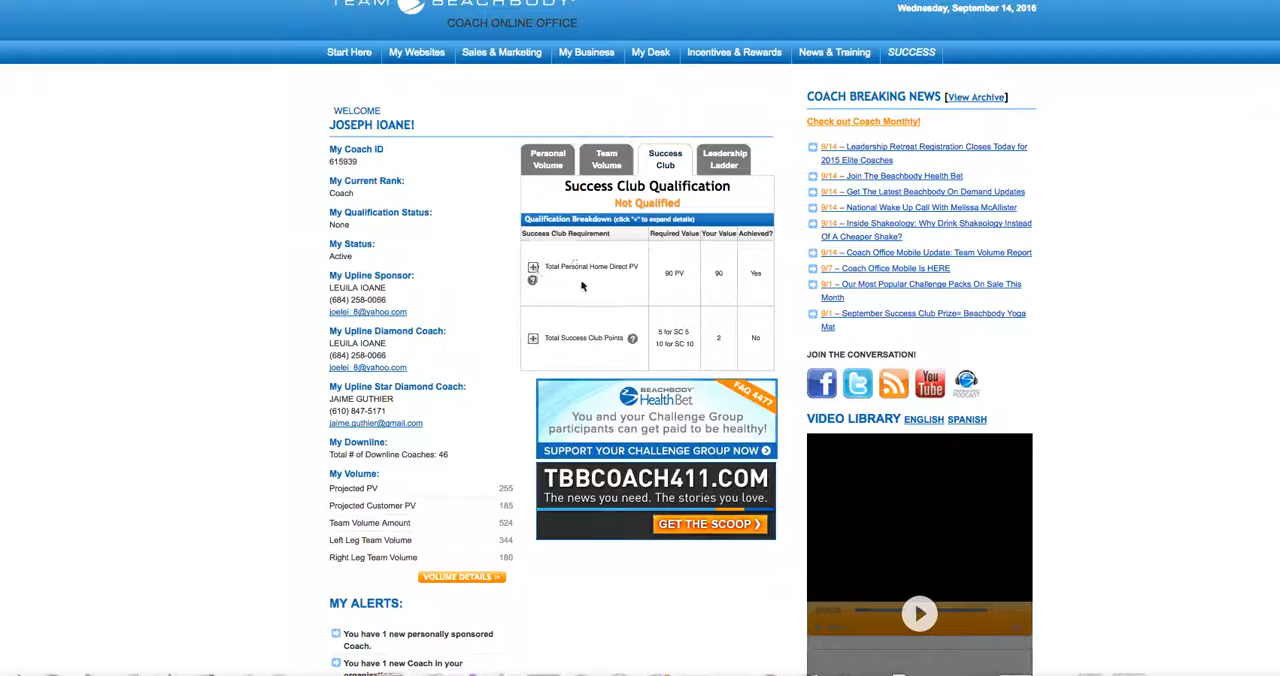 TEAM BEACHBODY
COACH ONLINE OFFICE
Wednesday, September 14, 2016
Start Here
My Websites
Sales & Marketing
My Business
My Desk
Incentives & Rewards
News & Training
SUCCESS
WELCOME
JOSEPH IOANE!
My Coach ID
615939
My Current Rank:
Coach
My Qualification Status:
None
My Status:
Active
My Upline Sponsor:
LEUILA IOANE
(684) 258-0066
joelei_8@yahoo.com
My Upline Diamond Coach:
LEUILA IOANE
(684) 258-0066
joelei_8@yahoo.com
My Upline Star Diamond Coach:
JAIME GUTHIER
(610) 847-5171
jaime.guthier@gmail.com
My Downline:
Total # of Downline Coaches: 46
My Volume:
Projected PV 255
Projected Customer PV 185
Team Volume Amount 524
Left Leg Team Volume 344
Right Leg Team Volume 180
VOLUME DETAILS »
MY ALERTS:
You have 1 new personally sponsored
Coach.
You have 1 new Coach in your
Personal
Volume
Team
Volume
Success
Club
Leadership
Ladder
Success Club Qualification
Not Qualified
Qualification Breakdown (click "+" to expand details)
Success Club Requirement Required Value Your Value Achieved?
Total Personal Home Direct PV 90 PV 90 Yes
Total Success Club Points ? 5 for SC 5
10 for SC 10 2 No
BEACHBODY
HealthBet
FAQ 4477
You and your Challenge Group
participants can get paid to be healthy!
SUPPORT YOUR CHALLENGE GROUP NOW
TBBCOACH411.COM
The news you need. The stories you love.
GET THE SCOOP ❯
COACH BREAKING NEWS [View Archive]
Check out Coach Monthly!
9/14 – Leadership Retreat Registration Closes Today for
2015 Elite Coaches
9/14 – Join The Beachbody Health Bet
9/14 – Get The Latest Beachbody On Demand Updates
9/14 – National Wake Up Call With Melissa McAllister
9/14 – Inside Shakeology: Why Drink Shakeology Instead
Of A Cheaper Shake?
9/14 – Coach Office Mobile Update: Team Volume Report
9/7 – Coach Office Mobile Is HERE
9/1 – Our Most Popular Challenge Packs On Sale This
Month
9/1 – September Success Club Prize= Beachbody Yoga
Mat
JOIN THE CONVERSATION!
You
Tube
VIDEO LIBRARY ENGLISH SPANISH